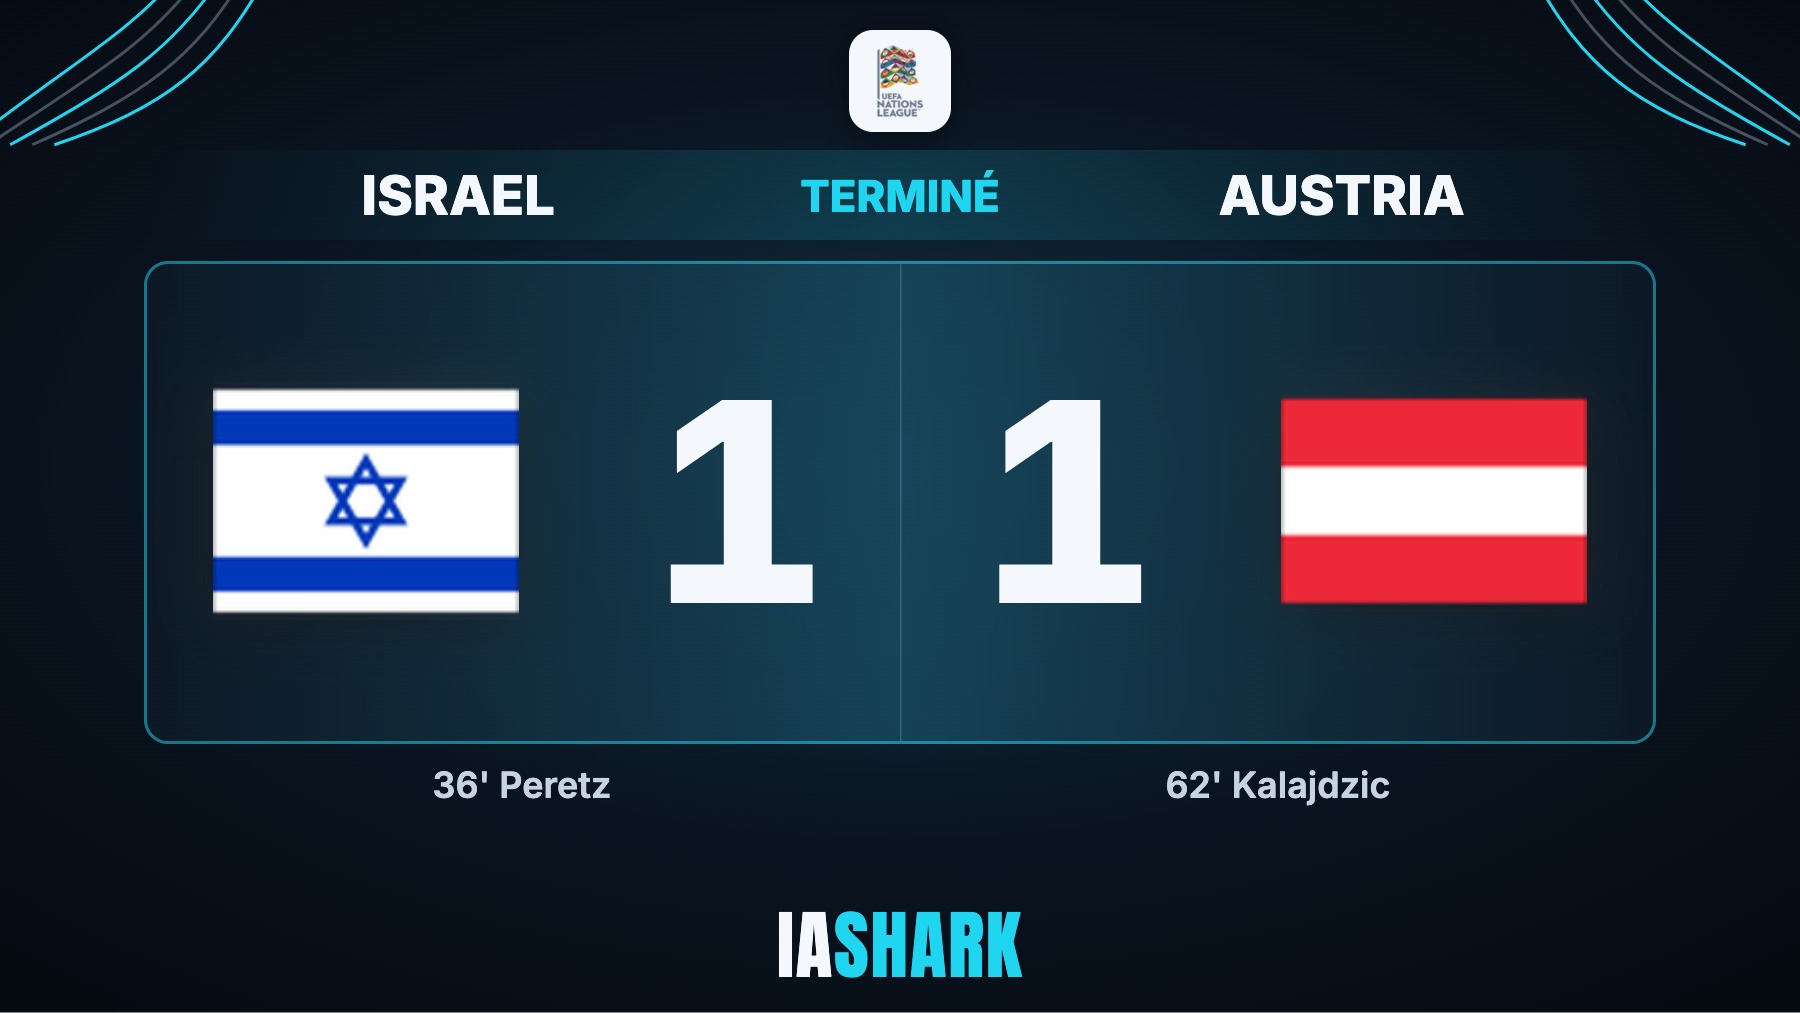 UEFA
NATIONS
LEAGUE
ISRAEL TERMINÉ AUSTRIA
1 1
36' Peretz 62' Kalajdzic
IASHARK